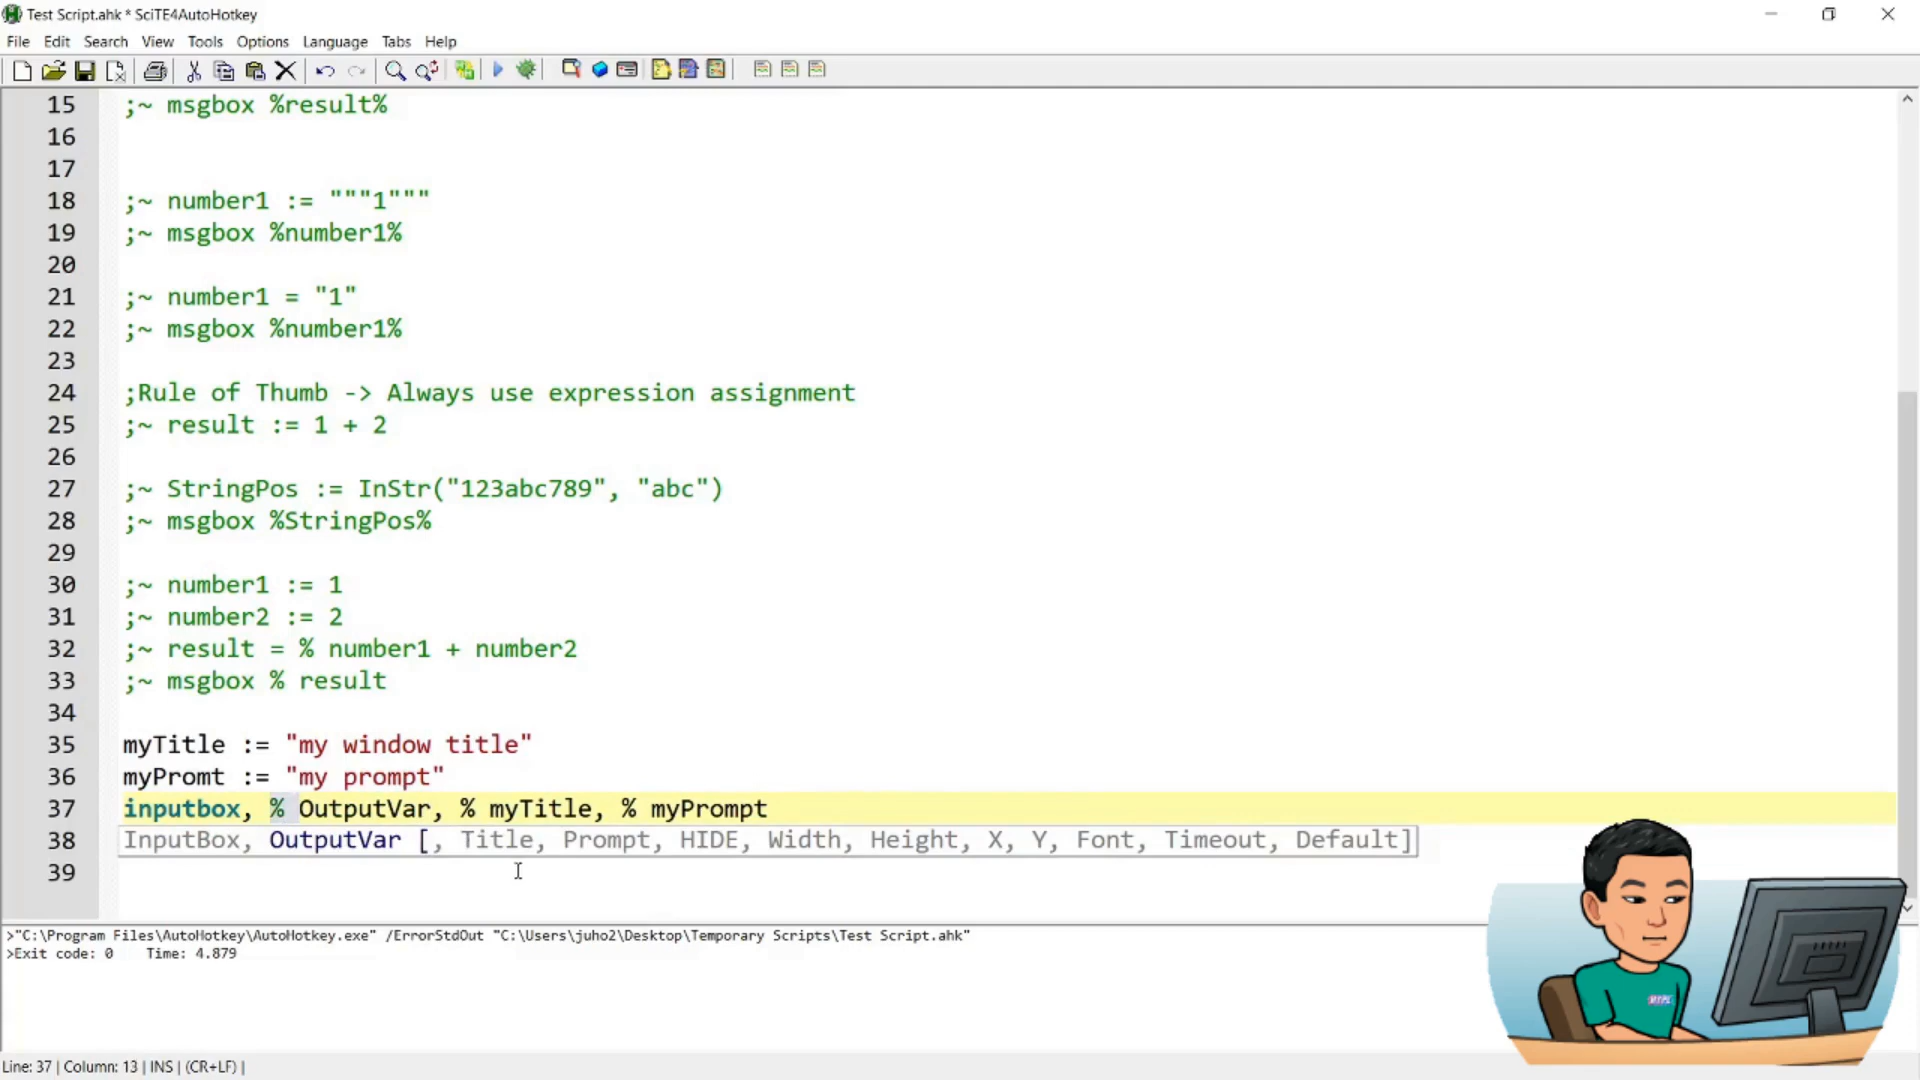 Test Script.ahk * SciTE4AutoHotkey
File Edit Search View Tools Options Language Tabs Help
15 ;~ msgbox %result%
16
17
18 ;~ number1 := """1"""
19 ;~ msgbox %number1%
20
21 ;~ number1 = "1"
22 ;~ msgbox %number1%
23
24 ;Rule of Thumb -> Always use expression assignment
25 ;~ result := 1 + 2
26
27 ;~ StringPos := InStr("123abc789", "abc")
28 ;~ msgbox %StringPos%
29
30 ;~ number1 := 1
31 ;~ number2 := 2
32 ;~ result = % number1 + number2
33 ;~ msgbox % result
34
35 myTitle := "my window title"
36 myPromt := "my prompt"
37 inputbox, % OutputVar, % myTitle, % myPrompt
38 InputBox, OutputVar [, Title, Prompt, HIDE, Width, Height, X, Y, Font, Timeout, Default]
39
>"C:\Program Files\AutoHotkey\AutoHotkey.exe" /ErrorStdOut "C:\Users\juho2\Desktop\Temporary Scripts\Test Script.ahk"
>Exit code: 0 Time: 4.879
Line: 37 | Column: 13 | INS | (CR+LF) |